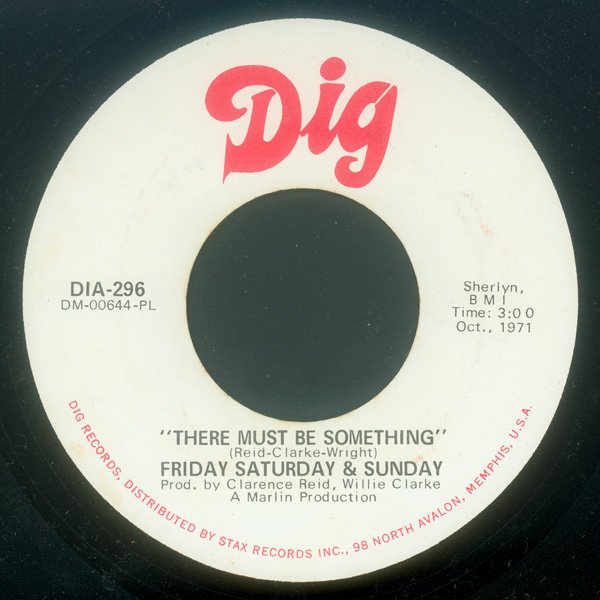 Dig
DIA-296
DM-00644-PL
Sherlyn,
BMI
Time: 3:00
Oct., 1971
"THERE MUST BE SOMETHING"
(Reid-Clarke-Wright)
FRIDAY SATURDAY & SUNDAY
Prod. by Clarence Reid, Willie Clarke
A Marlin Production
DIG RECORDS, DISTRIBUTED BY STAX RECORDS INC., 98 NORTH AVALON, MEMPHIS, U.S.A.